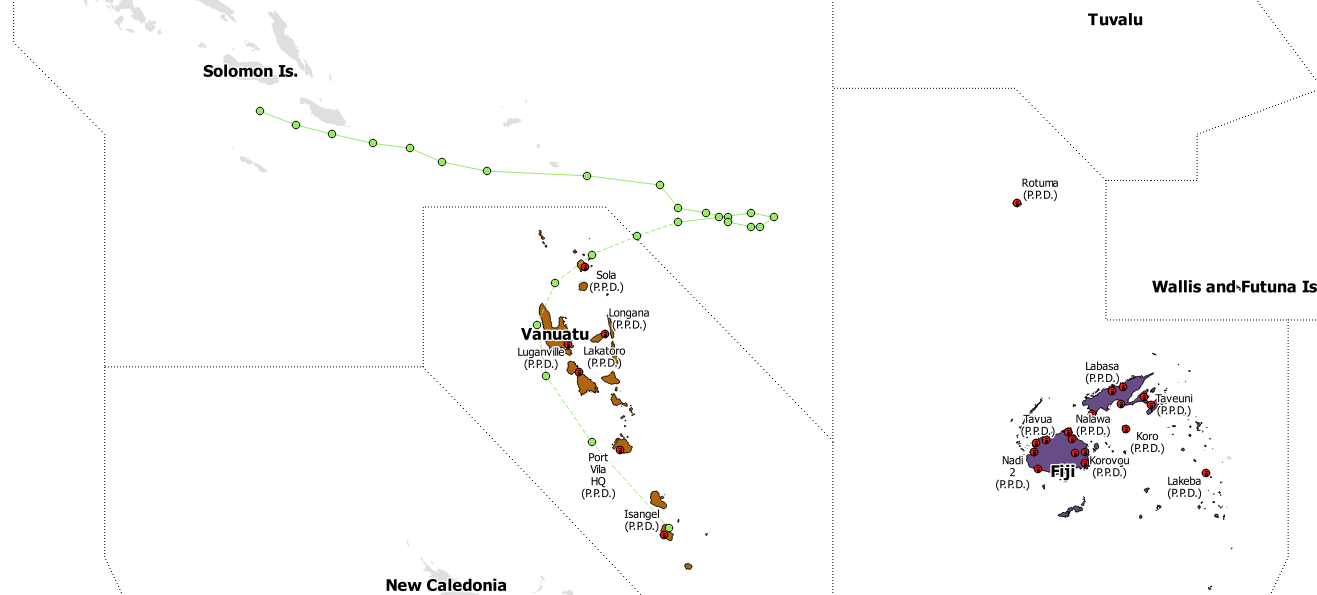 Tuvalu
Solomon Is.
Rotuma
(P.P.D.)
Sola
(P.P.D.)
Wallis and Futuna Is
Longana
(P.P.D.)
Vanuatu
Luganville
(P.P.D.)
Lakatoro
(P.P.D.)
Labasa
(P.P.D.)
Taveuni
(P.P.D.)
Tavua
(P.P.D.)
Nalawa
(P.P.D.)
Koro
(P.P.D.)
Nadi
2
(P.P.D.)
Fiji
Korovou
(P.P.D.)
Lakeba
(P.P.D.)
Port
Vila
HQ
(P.P.D.)
Isangel
(P.P.D.)
New Caledonia